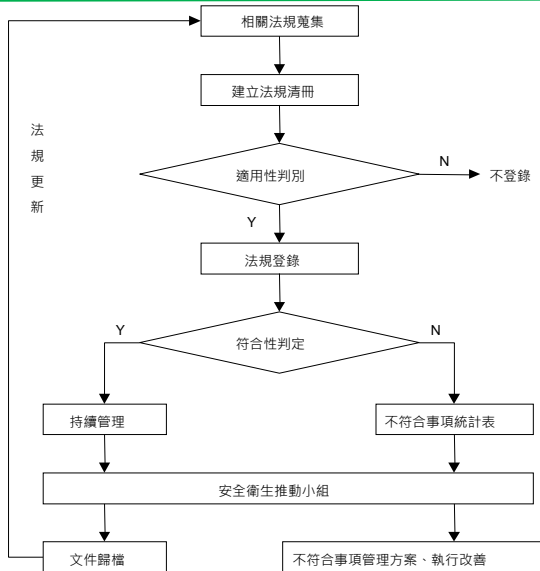 相關法規蒐集
建立法規清冊
法規更新
適用性判別
N
不登錄
Y
法規登錄
Y
符合性判定
N
持續管理
不符合事項統計表
安全衛生推動小組
文件歸檔
不符合事項管理方案、執行改善